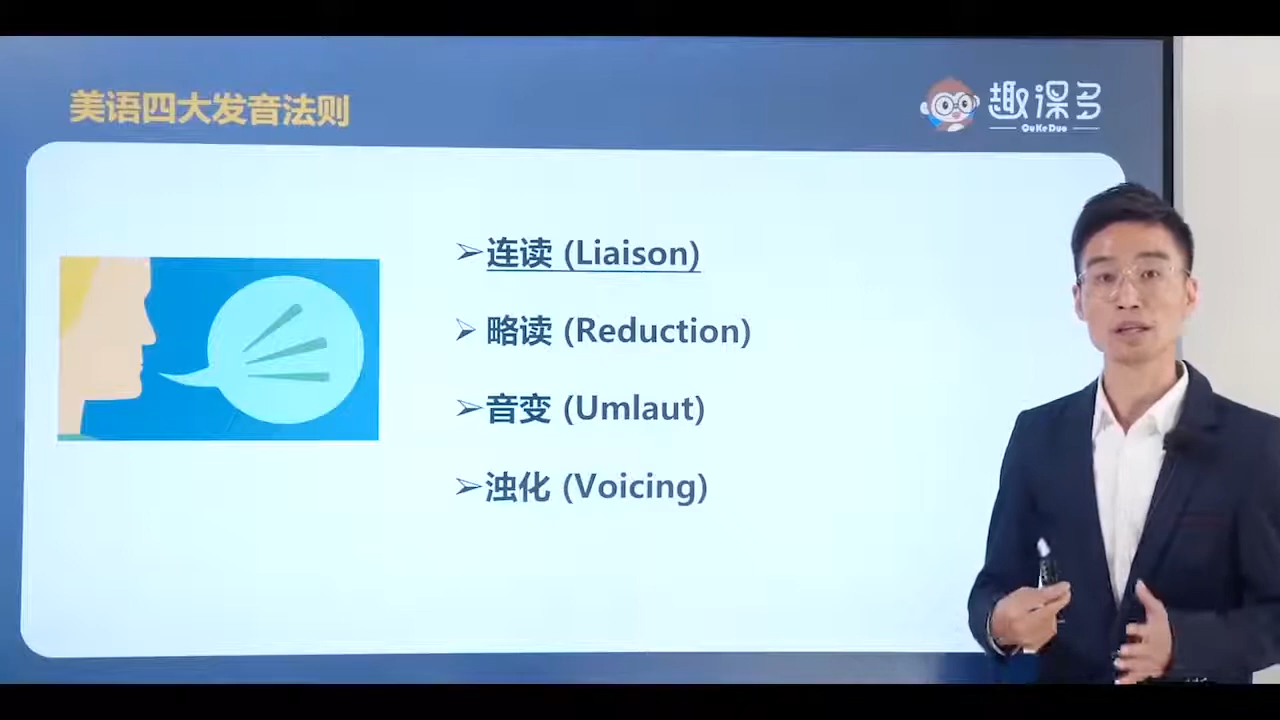 美语四大发音法则
趣课多
QuKeDuo
➢连读 (Liaison)
➢ 略读 (Reduction)
➢音变 (Umlaut)
➢浊化 (Voicing)